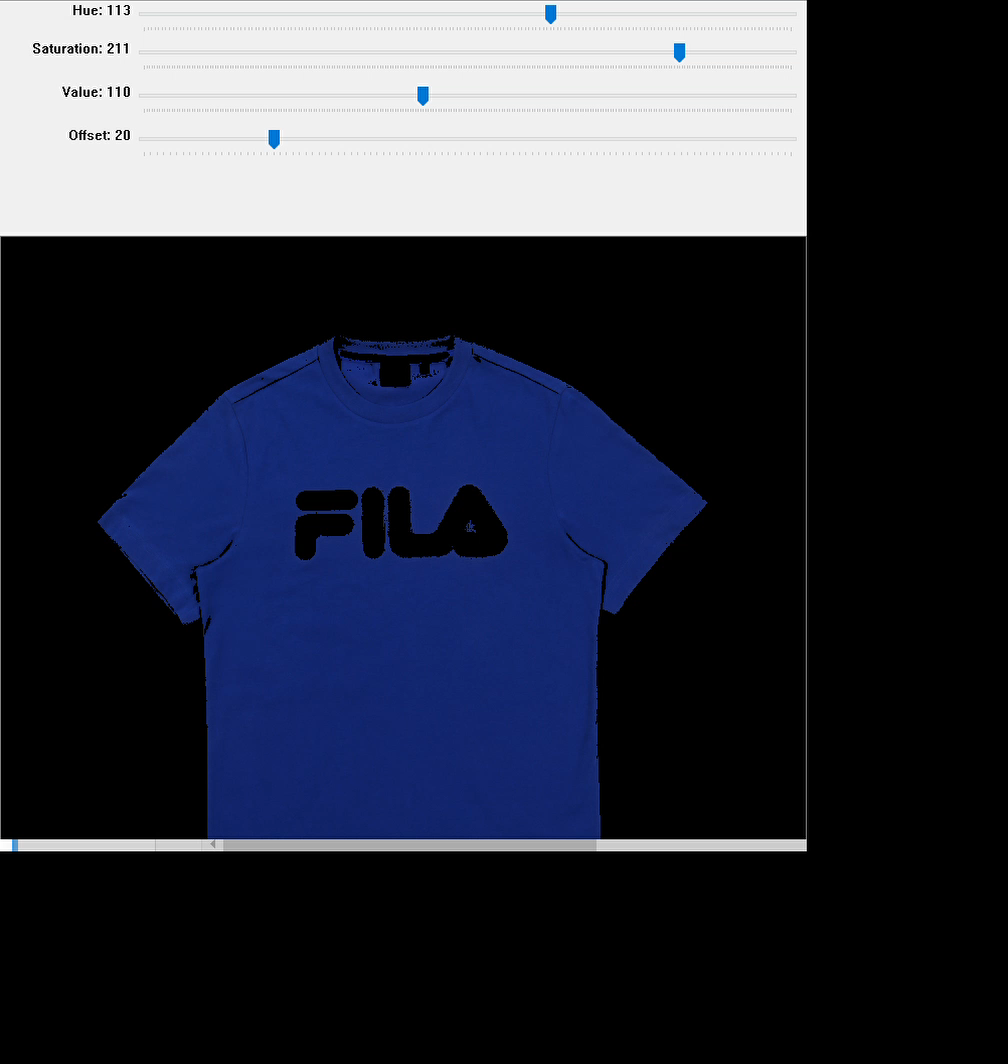 Hue: 113
Saturation: 211
Value: 110
Offset: 20
FILA